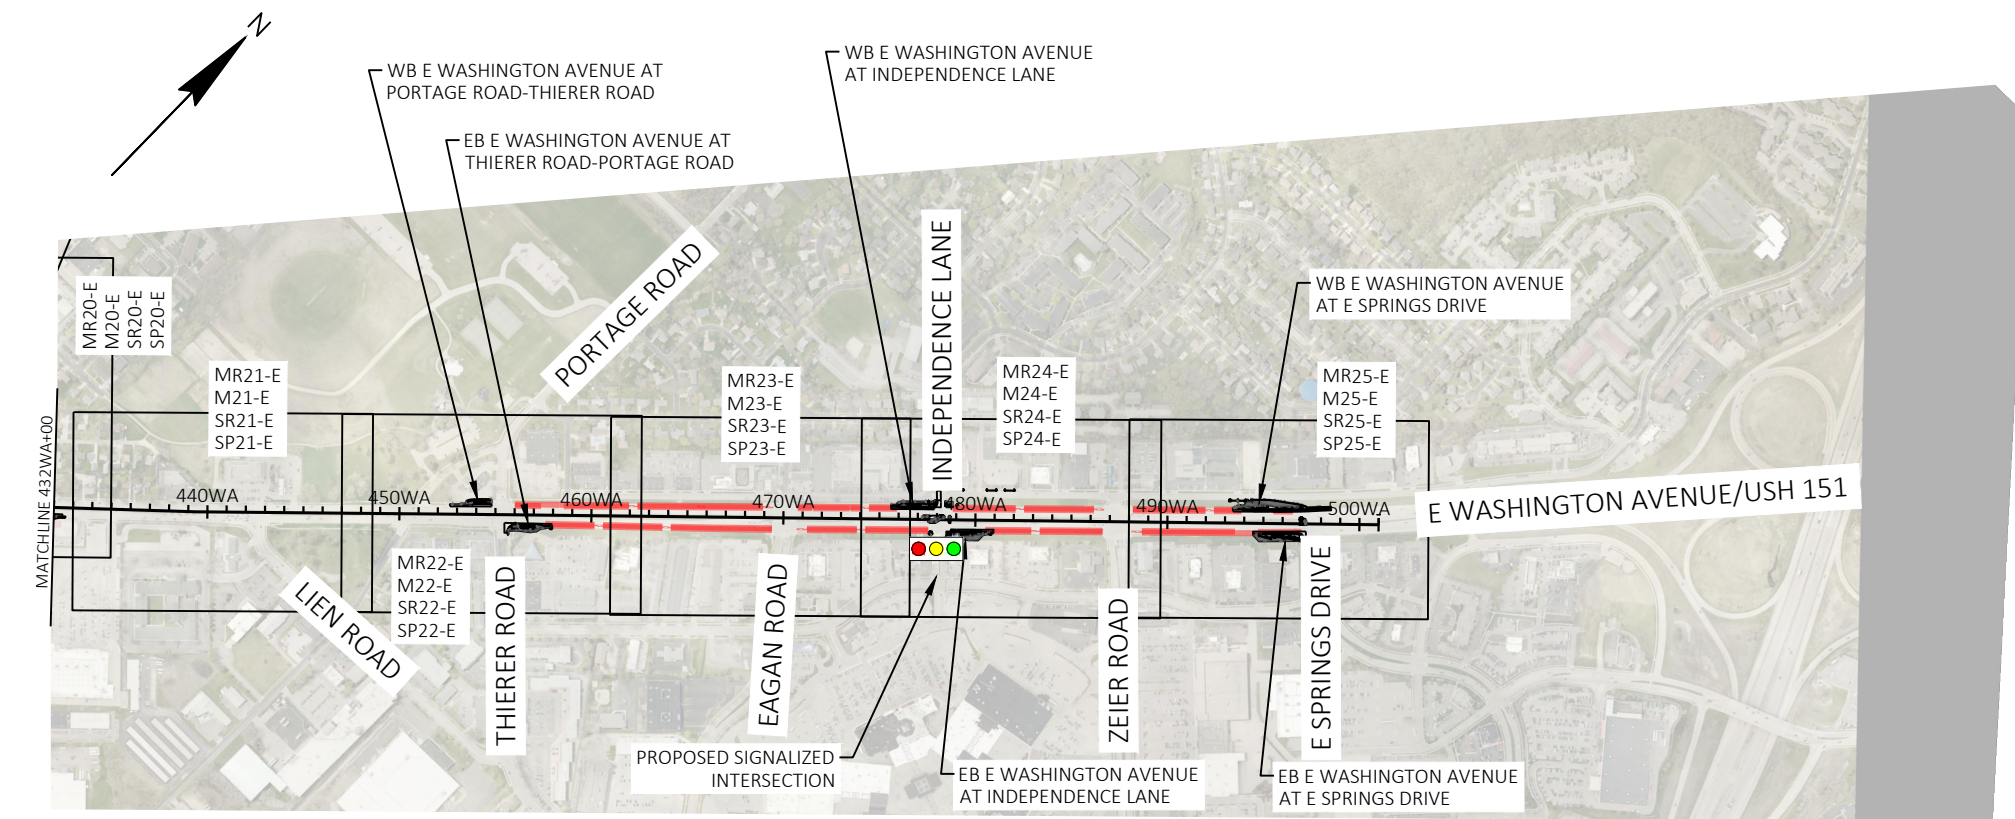 N
WB E WASHINGTON AVENUE AT
PORTAGE ROAD-THIERER ROAD
EB E WASHINGTON AVENUE AT
THIERER ROAD-PORTAGE ROAD
WB E WASHINGTON AVENUE
AT INDEPENDENCE LANE
WB E WASHINGTON AVENUE
AT E SPRINGS DRIVE
PORTAGE ROAD
INDEPENDENCE LANE
MR20-E
M20-E
SR20-E
SP20-E
MR21-E
M21-E
SR21-E
SP21-E
MR23-E
M23-E
SR23-E
SP23-E
MR24-E
M24-E
SR24-E
SP24-E
MR25-E
M25-E
SR25-E
SP25-E
MATCHLINE 432WA+00
440WA
450WA
460WA
470WA
480WA
490WA
500WA
E WASHINGTON AVENUE/USH 151
MR22-E
M22-E
SR22-E
SP22-E
LIEN ROAD
THIERER ROAD
EAGAN ROAD
ZEIER ROAD
E SPRINGS DRIVE
PROPOSED SIGNALIZED
INTERSECTION
EB E WASHINGTON AVENUE
AT INDEPENDENCE LANE
EB E WASHINGTON AVENUE
AT E SPRINGS DRIVE